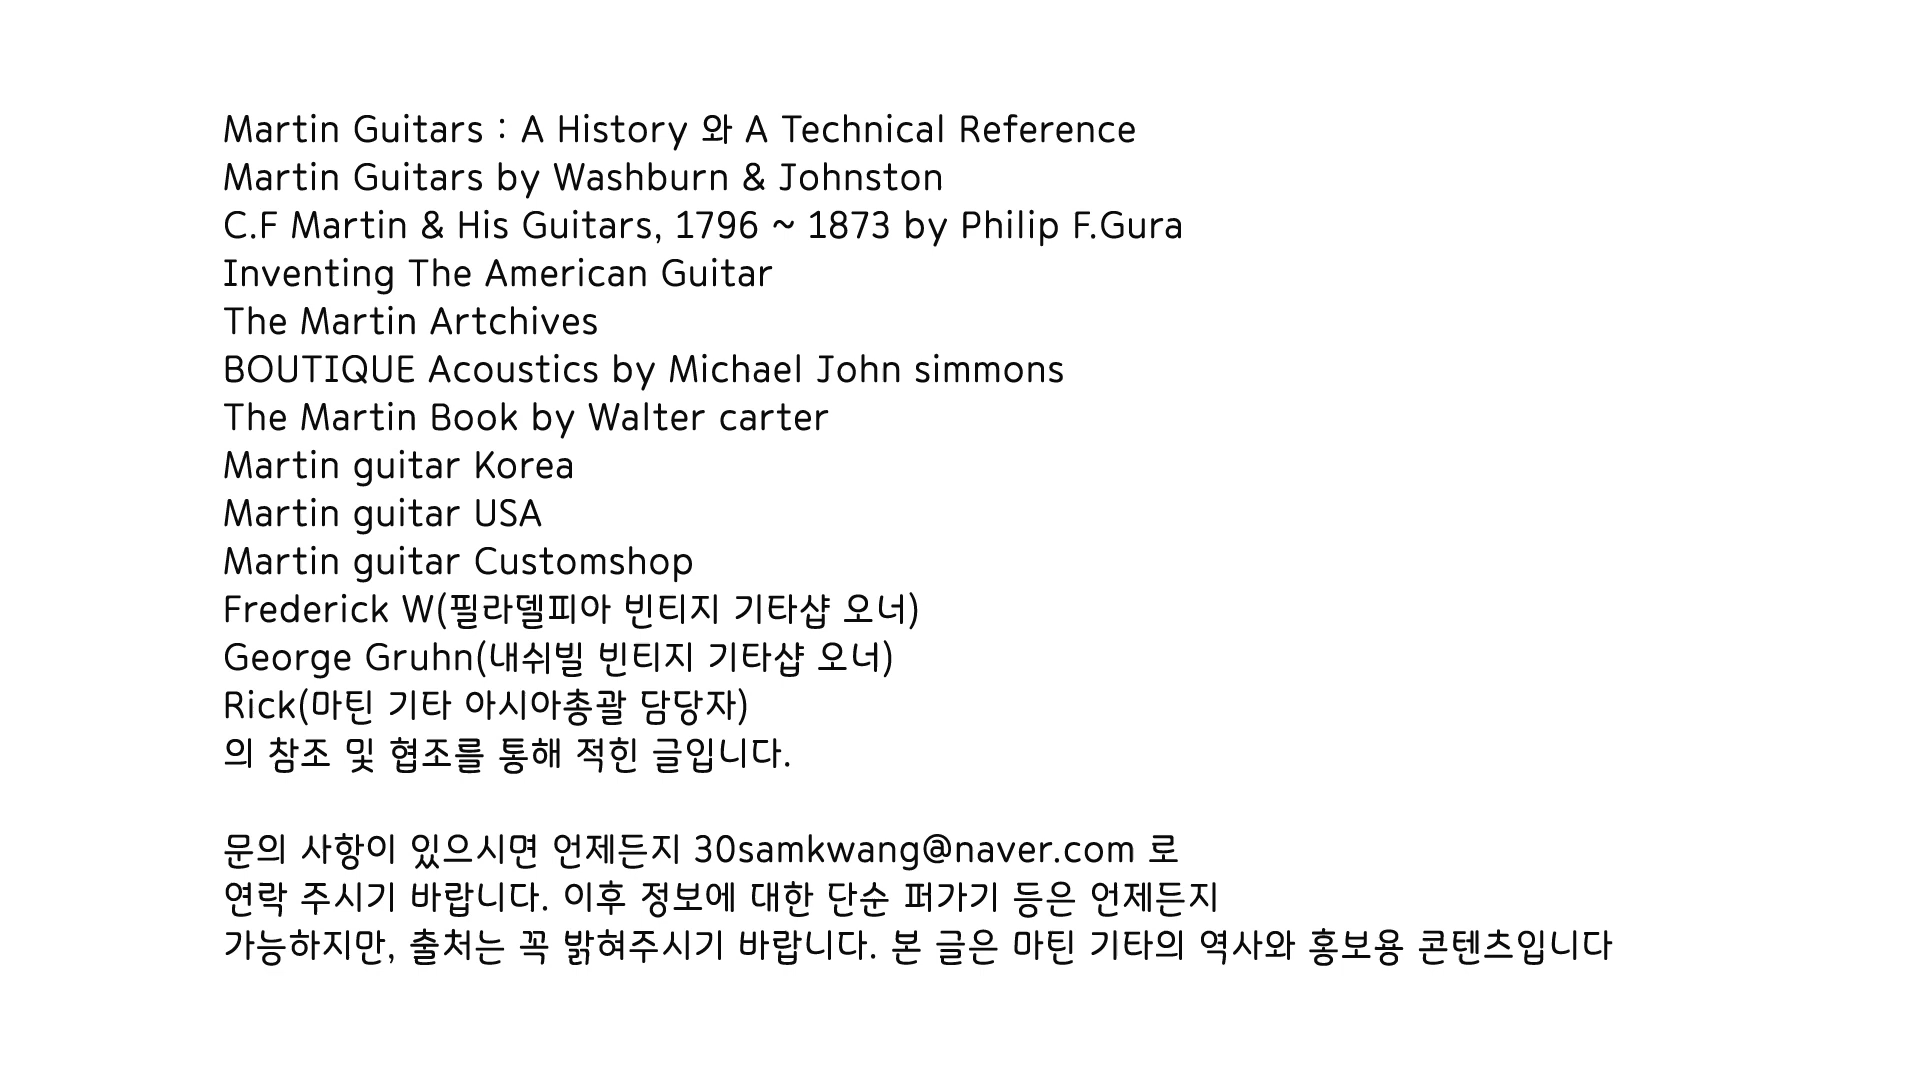 Martin Guitars : A History 와 A Technical Reference
Martin Guitars by Washburn & Johnston
C.F Martin & His Guitars, 1796 ~ 1873 by Philip F.Gura
Inventing The American Guitar
The Martin Artchives
BOUTIQUE Acoustics by Michael John simmons
The Martin Book by Walter carter
Martin guitar Korea
Martin guitar USA
Martin guitar Customshop
Frederick W(필라델피아 빈티지 기타샵 오너)
George Gruhn(내쉬빌 빈티지 기타샵 오너)
Rick(마틴 기타 아시아총괄 담당자)
의 참조 및 협조를 통해 적힌 글입니다.
문의 사항이 있으시면 언제든지 30samkwang@naver.com 로
연락 주시기 바랍니다. 이후 정보에 대한 단순 퍼가기 등은 언제든지
가능하지만, 출처는 꼭 밝혀주시기 바랍니다. 본 글은 마틴 기타의 역사와 홍보용 콘텐츠입니다